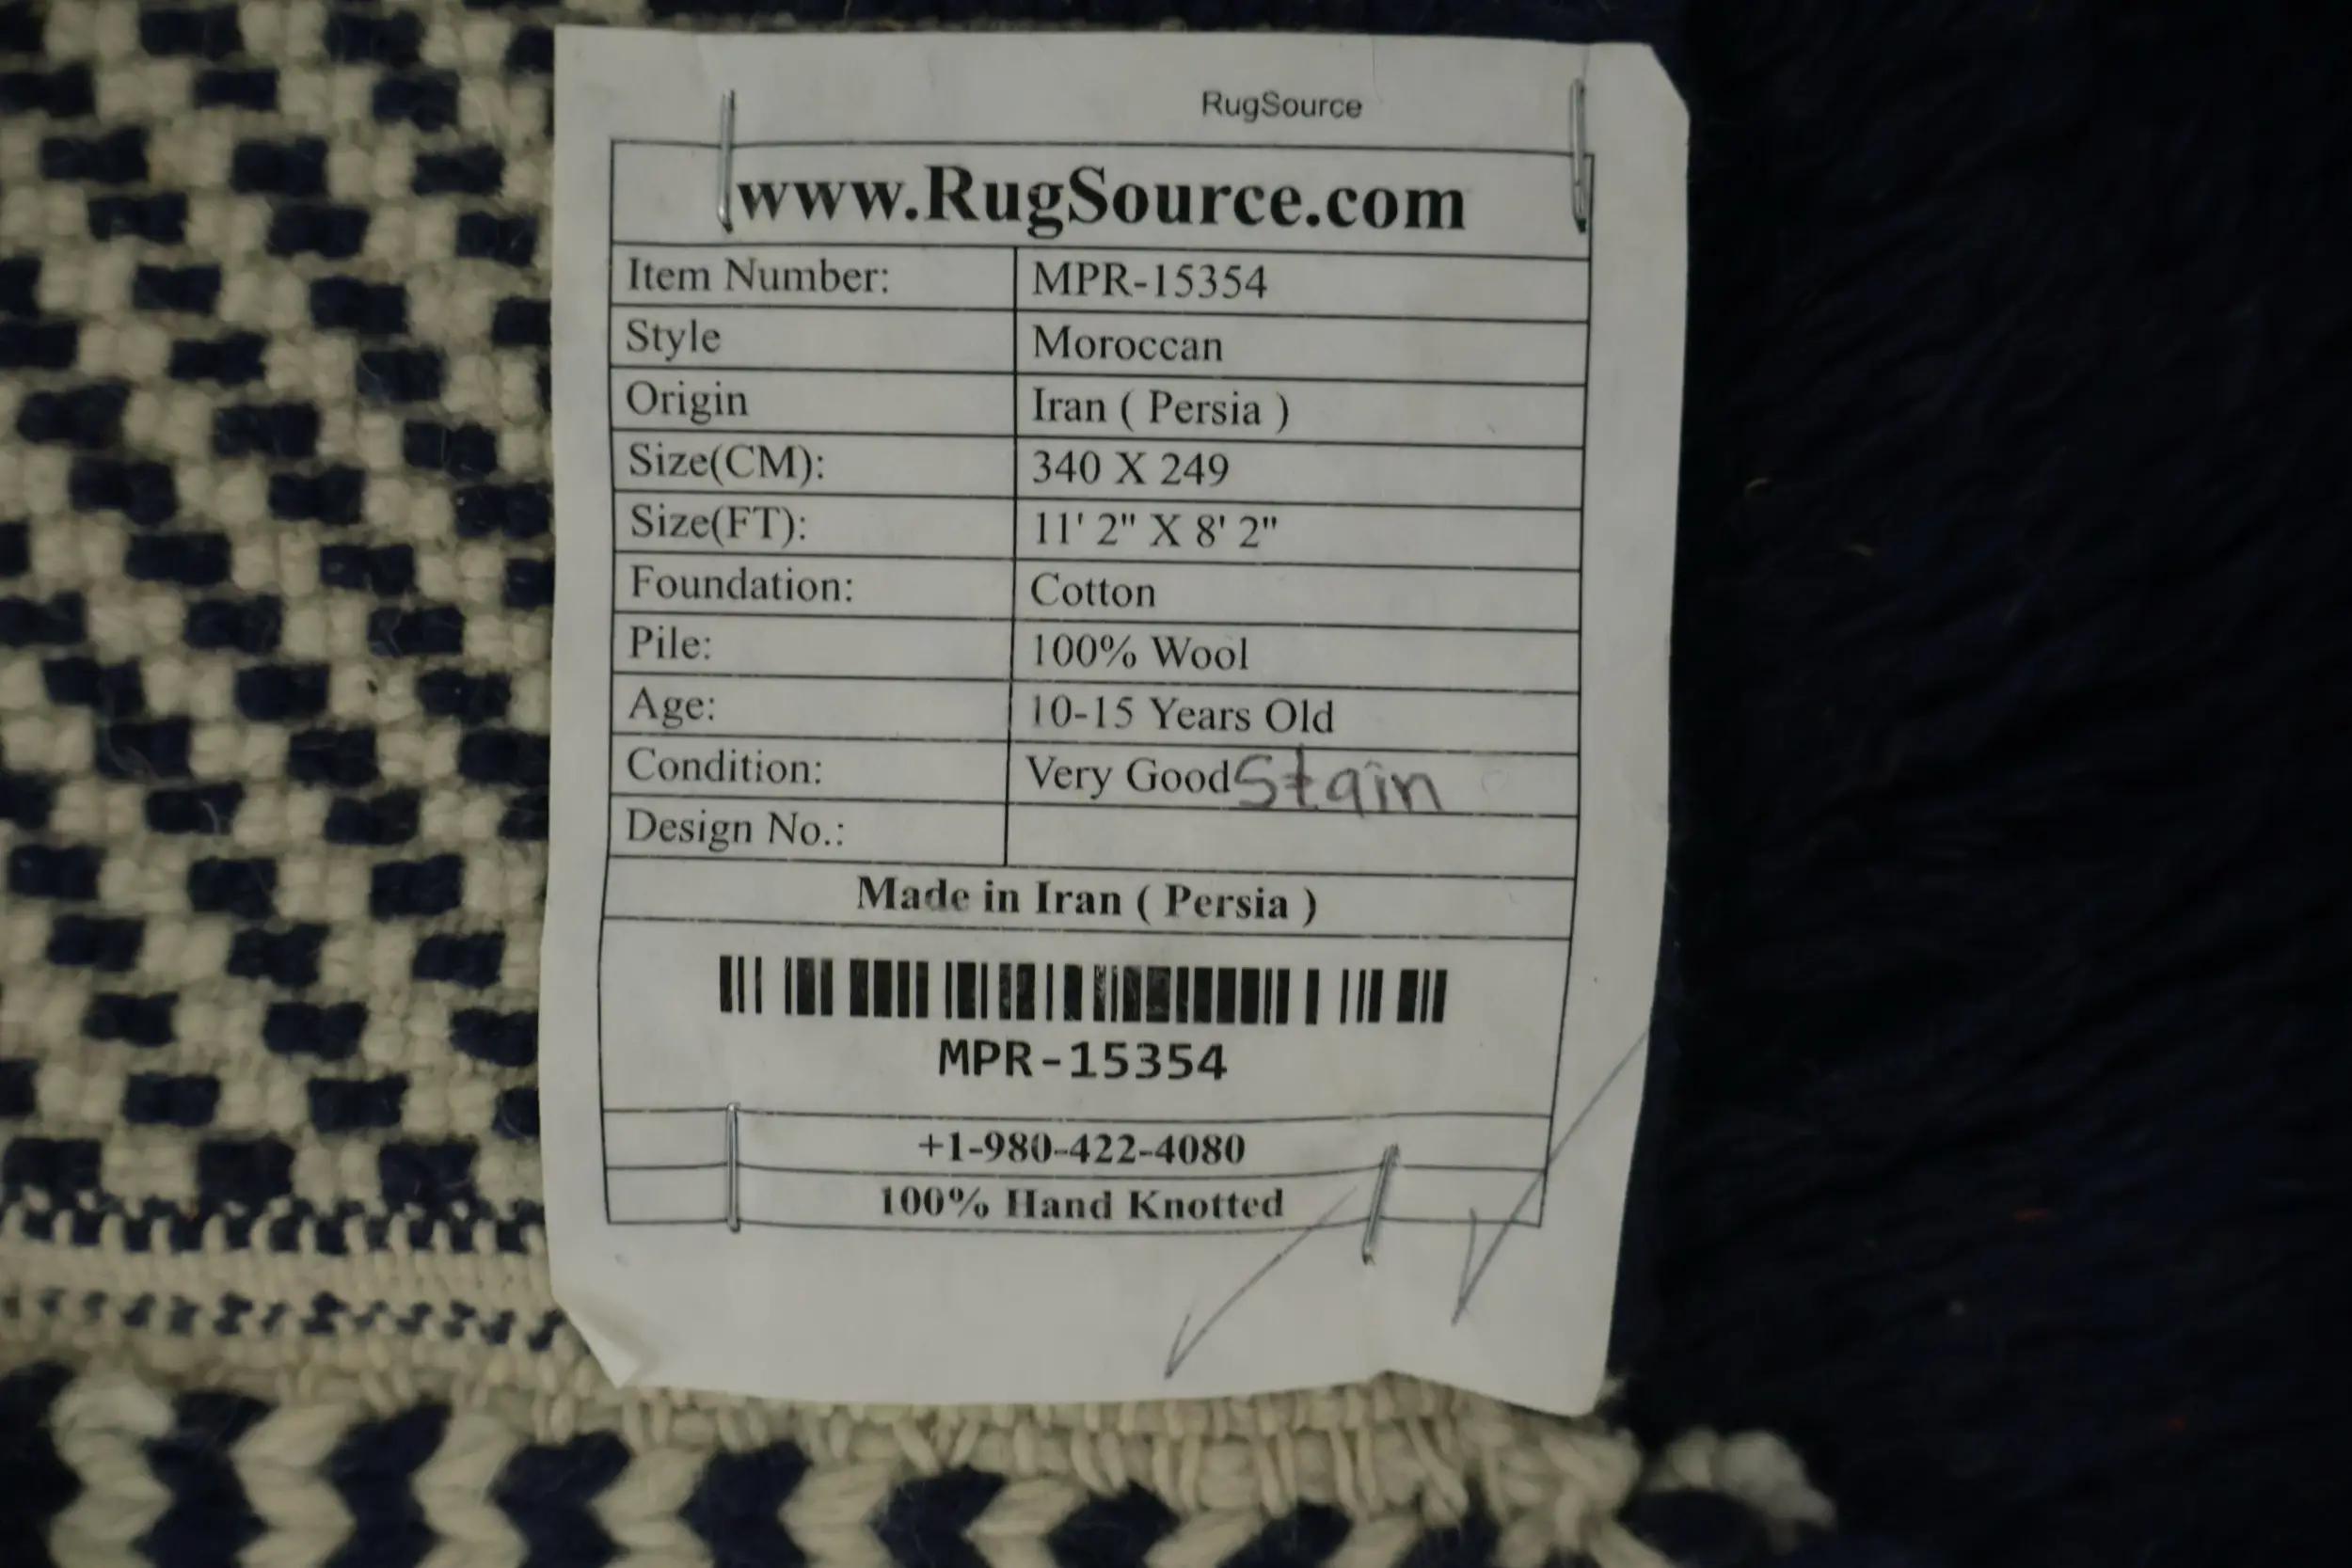 RugSource
www.RugSource.com
Item Number: MPR-15354
Style Moroccan
Origin Iran ( Persia )
Size(CM): 340 X 249
Size(FT): 11' 2" X 8' 2"
Foundation: Cotton
Pile: 100% Wool
Age: 10-15 Years Old
Condition: Very Good Stain
Design No.:
Made in Iran ( Persia )
MPR-15354
+1-980-422-4080
100% Hand Knotted